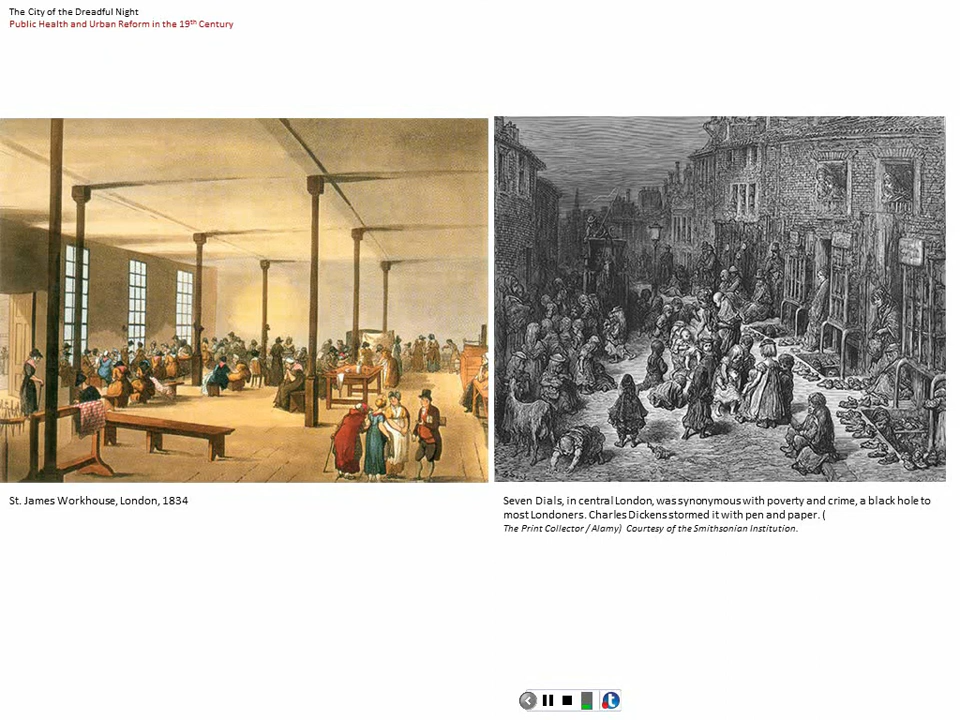 The City of the Dreadful Night
Public Health and Urban Reform in the 19th Century
St. James Workhouse, London, 1834
Seven Dials, in central London, was synonymous with poverty and crime, a black hole to
most Londoners. Charles Dickens stormed it with pen and paper. (
The Print Collector / Alamy) Courtesy of the Smithsonian Institution.
t